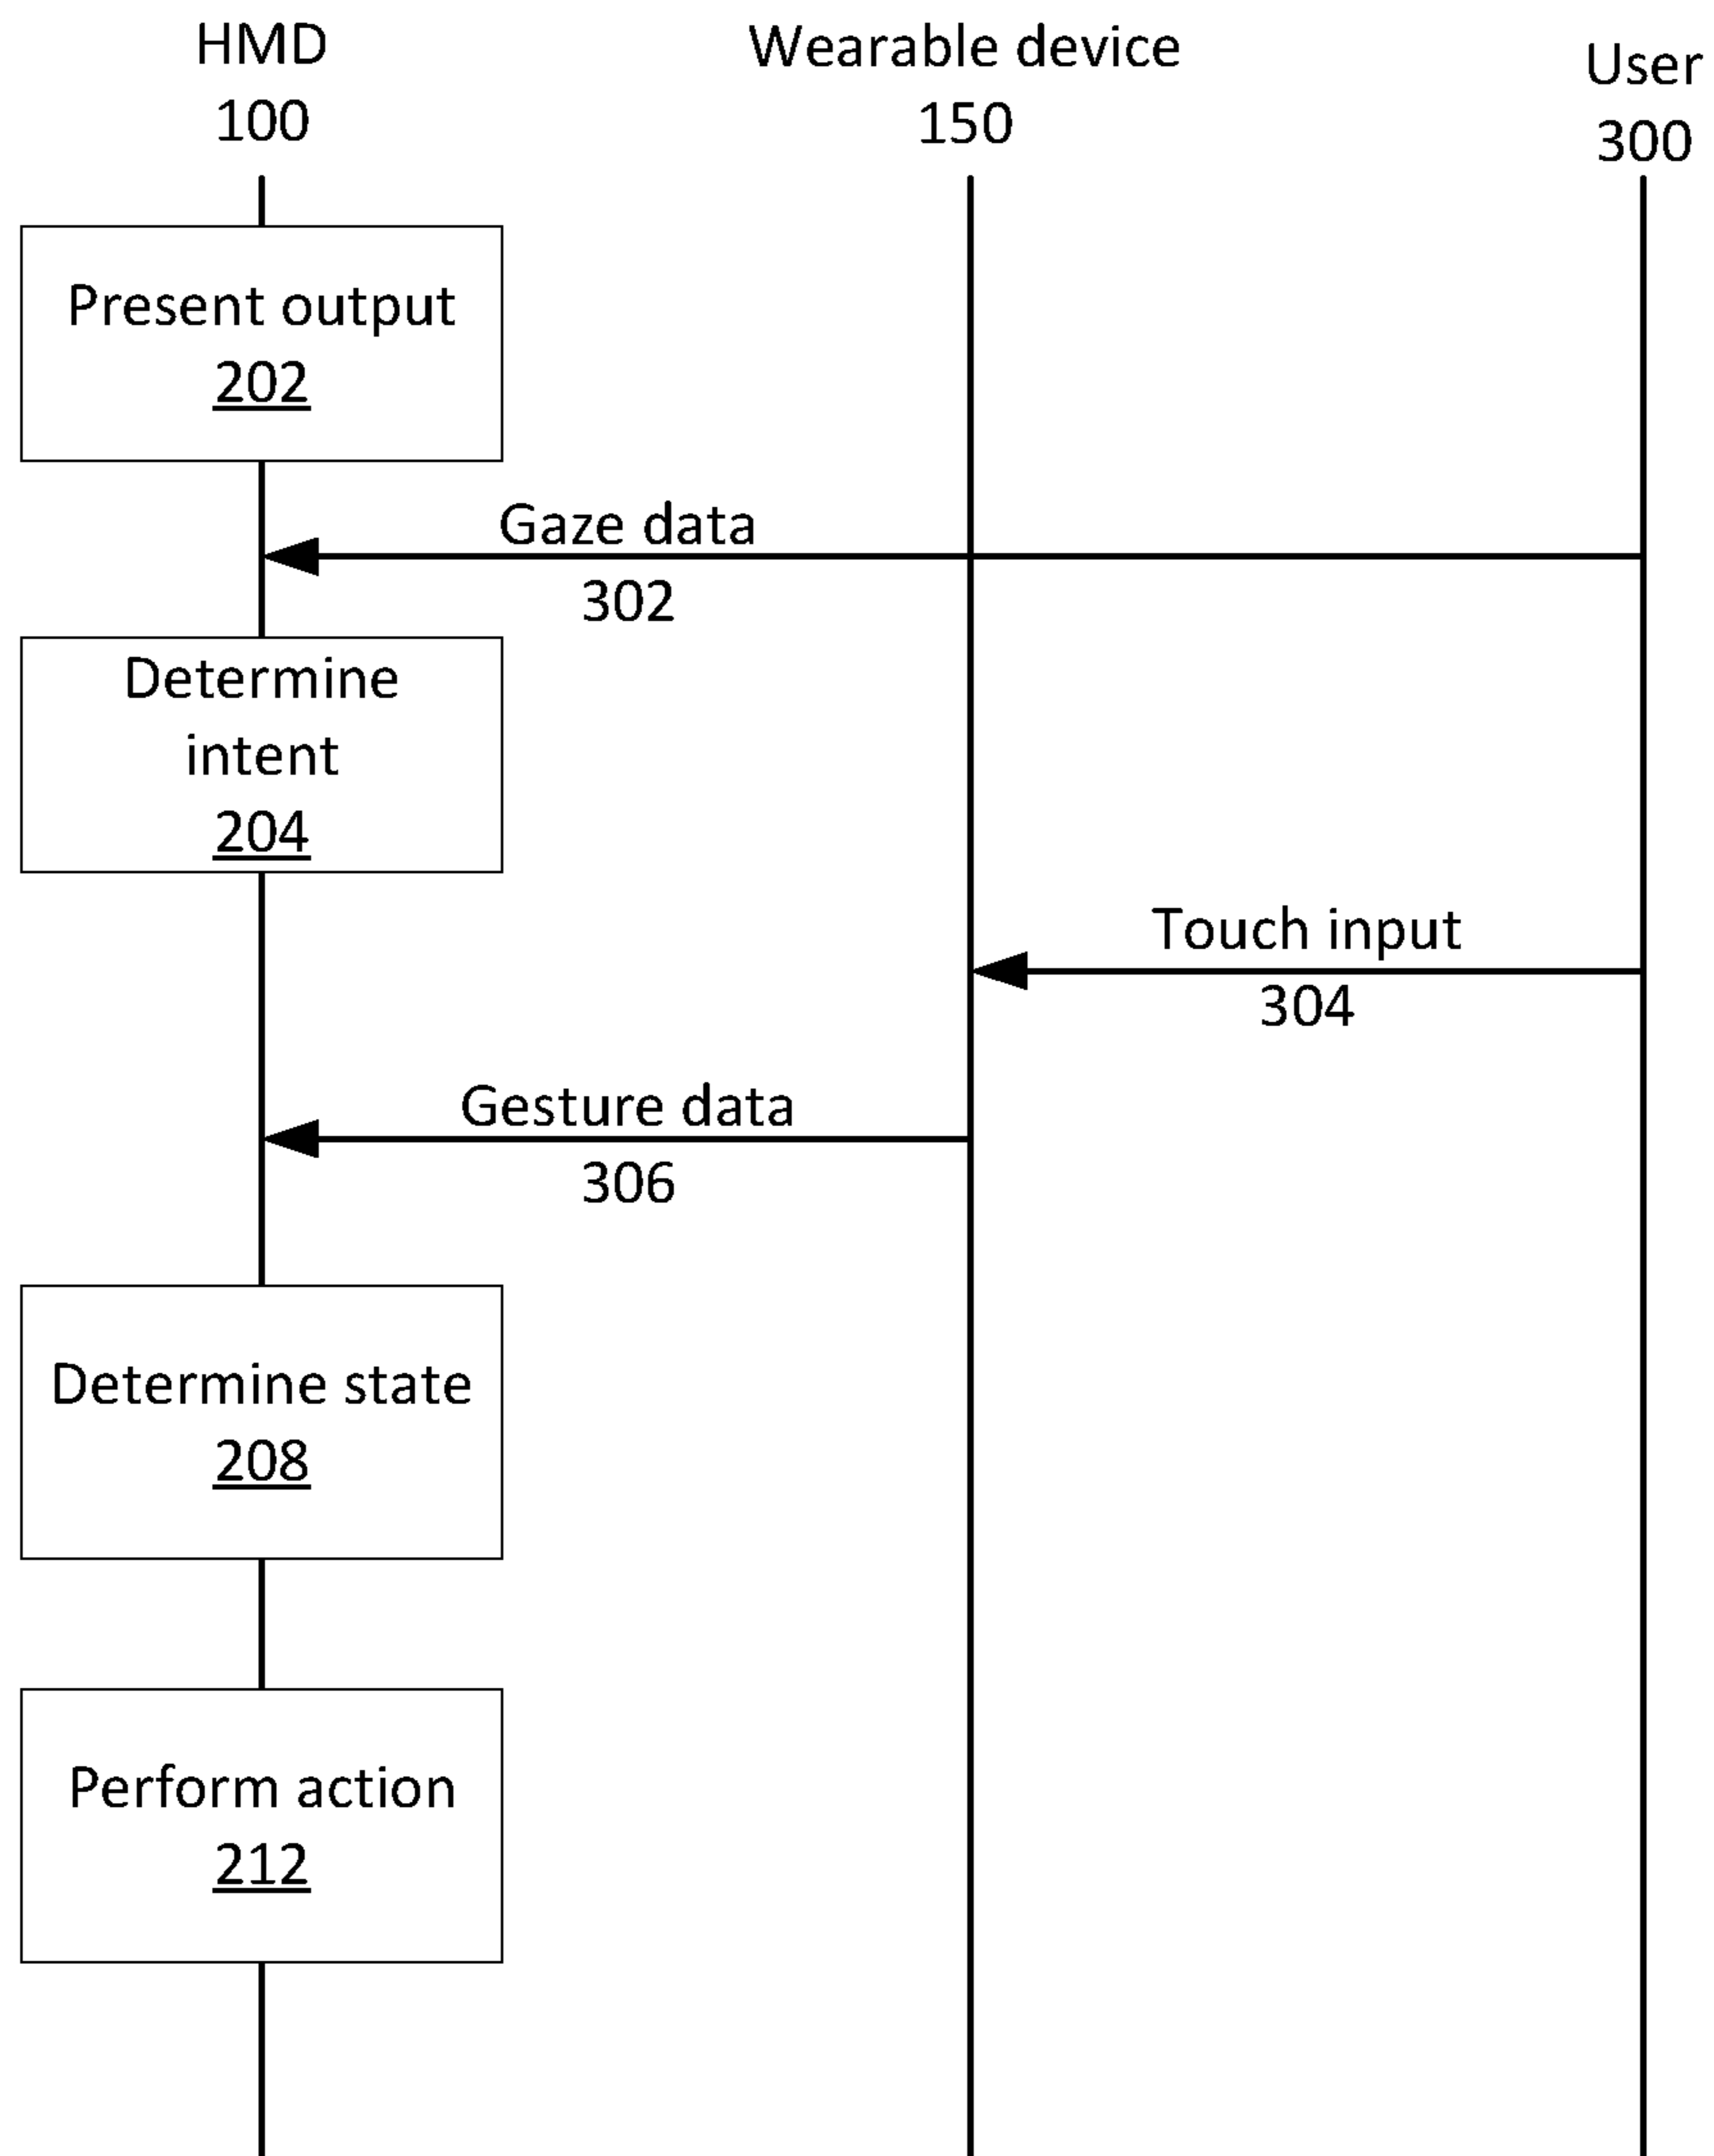 HMD
100
Wearable device
150
User
300
Present output
202
Gaze data
302
Determine
intent
204
Touch input
304
Gesture data
306
Determine state
208
Perform action
212